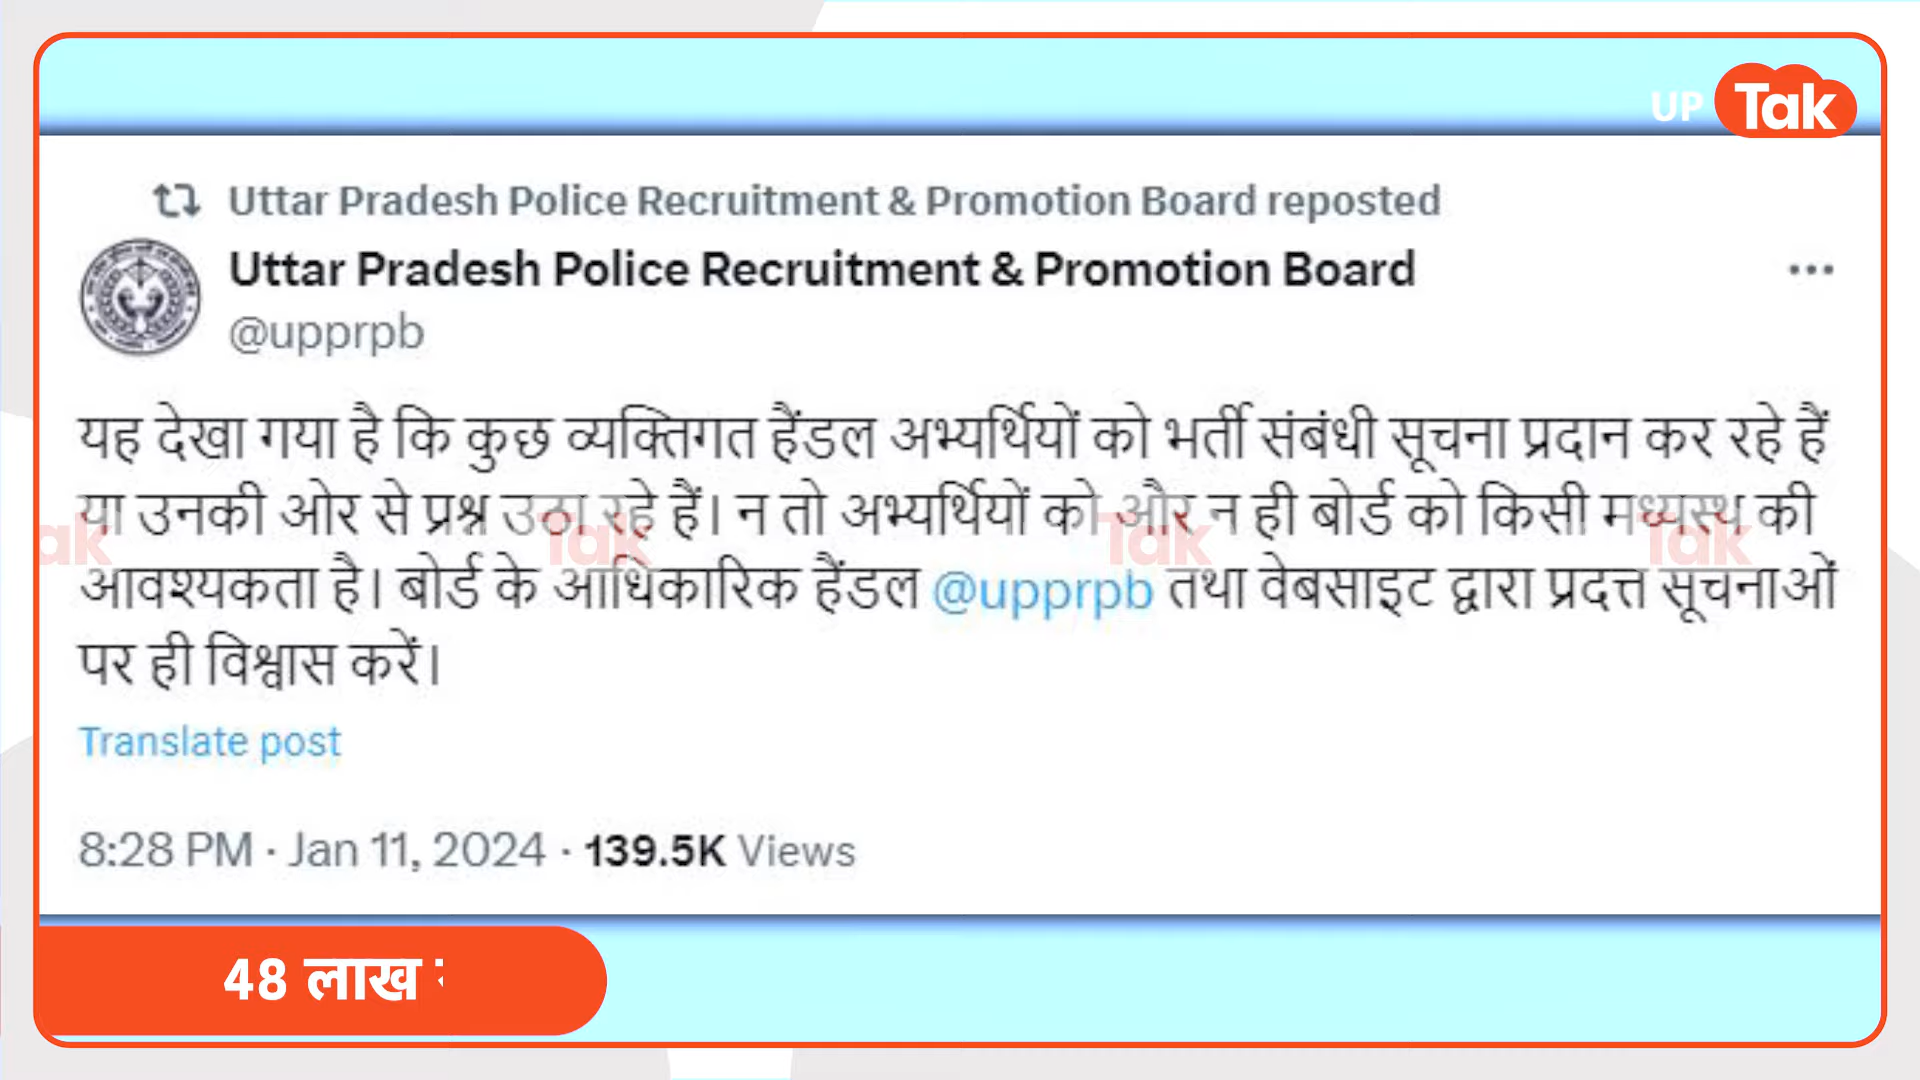 UP Tak
Uttar Pradesh Police Recruitment & Promotion Board reposted
Uttar Pradesh Police Recruitment & Promotion Board
@upprpb
यह देखा गया है कि कुछ व्यक्तिगत हैंडल अभ्यर्थियों को भर्ती संबंधी सूचना प्रदान कर रहे हैं
या उनकी ओर से प्रश्न उठा रहे हैं। न तो अभ्यर्थियों को और न ही बोर्ड को किसी मध्यस्थ की
आवश्यकता है। बोर्ड के आधिकारिक हैंडल @upprpb तथा वेबसाइट द्वारा प्रदत्त सूचनाओं
पर ही विश्वास करें।
Translate post
8:28 PM · Jan 11, 2024 · 139.5K Views
48 लाख